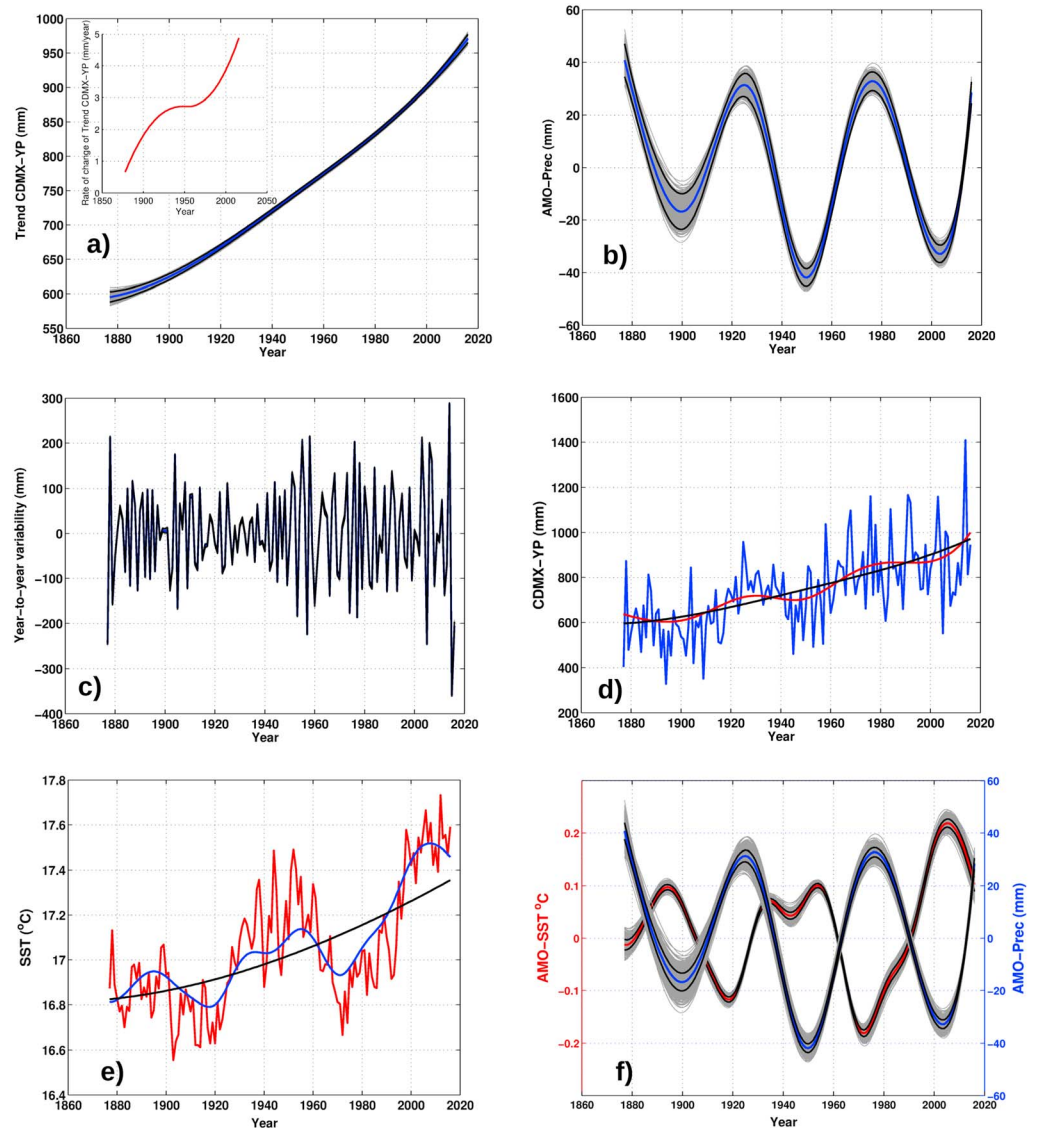 1000
950
900
850
800
750
700
650
600
550
Trend CDMX−YP (mm)
5
4
3
2
1
0
Rate of change of Trend CDMX−YP (mm/year)
1850 1900 1950 2000 2050
Year
a)
1860 1880 1900 1920 1940 1960 1980 2000 2020
Year
60
40
20
0
−20
−40
−60
AMO−Prec (mm)
b)
1860 1880 1900 1920 1940 1960 1980 2000 2020
Year
300
200
100
0
−100
−200
−300
−400
Year−to−year variability (mm)
c)
1860 1880 1900 1920 1940 1960 1980 2000 2020
Year
1600
1400
1200
1000
800
600
400
200
CDMX−YP (mm)
d)
1860 1880 1900 1920 1940 1960 1980 2000 2020
Year
17.8
17.6
17.4
17.2
17
16.8
16.6
16.4
SST (°C)
e)
1860 1880 1900 1920 1940 1960 1980 2000 2020
Year
0.2
0.1
0
−0.1
−0.2
AMO−SST °C
60
40
20
0
−20
−40
−60
AMO−Prec (mm)
f)
1860 1880 1900 1920 1940 1960 1980 2000 2020
Year